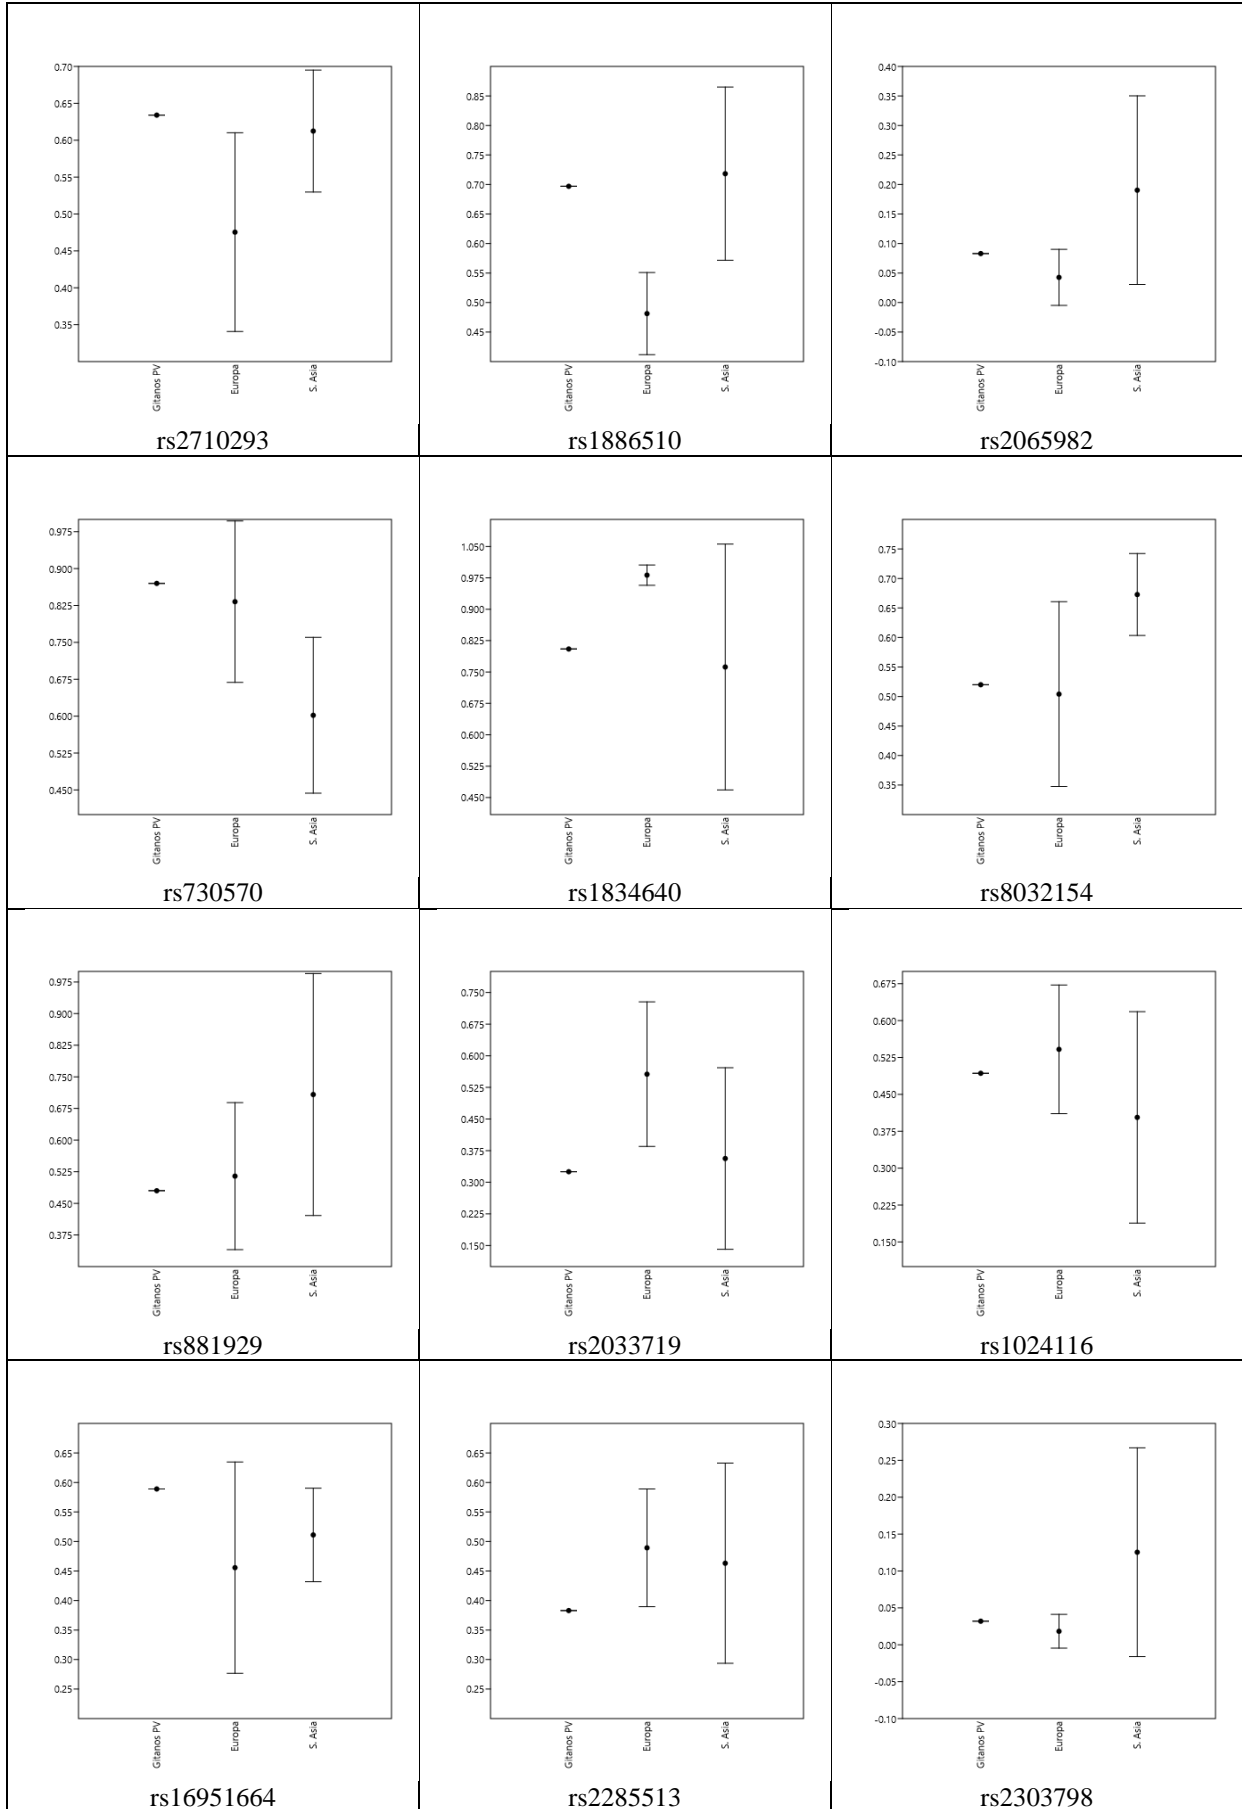 0.70
0.65
0.60
0.55
0.50
0.45
0.40
0.35
Gitanos PV
Europa
S. Asia
rs2710293
0.85
0.80
0.75
0.70
0.65
0.60
0.55
0.50
0.45
Gitanos PV
Europa
S. Asia
rs1886510
0.40
0.35
0.30
0.25
0.20
0.15
0.10
0.05
0.00
-0.05
-0.10
Gitanos PV
Europa
S. Asia
rs2065982
0.975
0.900
0.825
0.750
0.675
0.600
0.525
0.450
Gitanos PV
Europa
S. Asia
rs730570
1.050
0.975
0.900
0.825
0.750
0.675
0.600
0.525
0.450
Gitanos PV
Europa
S. Asia
rs1834640
0.75
0.70
0.65
0.60
0.55
0.50
0.45
0.40
0.35
Gitanos PV
Europa
S. Asia
rs8032154
0.975
0.900
0.825
0.750
0.675
0.600
0.525
0.450
0.375
Gitanos PV
Europa
S. Asia
rs881929
0.750
0.675
0.600
0.525
0.450
0.375
0.300
0.225
0.150
Gitanos PV
Europa
S. Asia
rs2033719
0.675
0.600
0.525
0.450
0.375
0.300
0.225
0.150
Gitanos PV
Europa
S. Asia
rs1024116
0.65
0.60
0.55
0.50
0.45
0.40
0.35
0.30
0.25
Gitanos PV
Europa
S. Asia
rs16951664
0.65
0.60
0.55
0.50
0.45
0.40
0.35
0.30
0.25
Gitanos PV
Europa
S. Asia
rs2285513
0.30
0.25
0.20
0.15
0.10
0.05
0.00
-0.05
-0.10
Gitanos PV
Europa
S. Asia
rs2303798